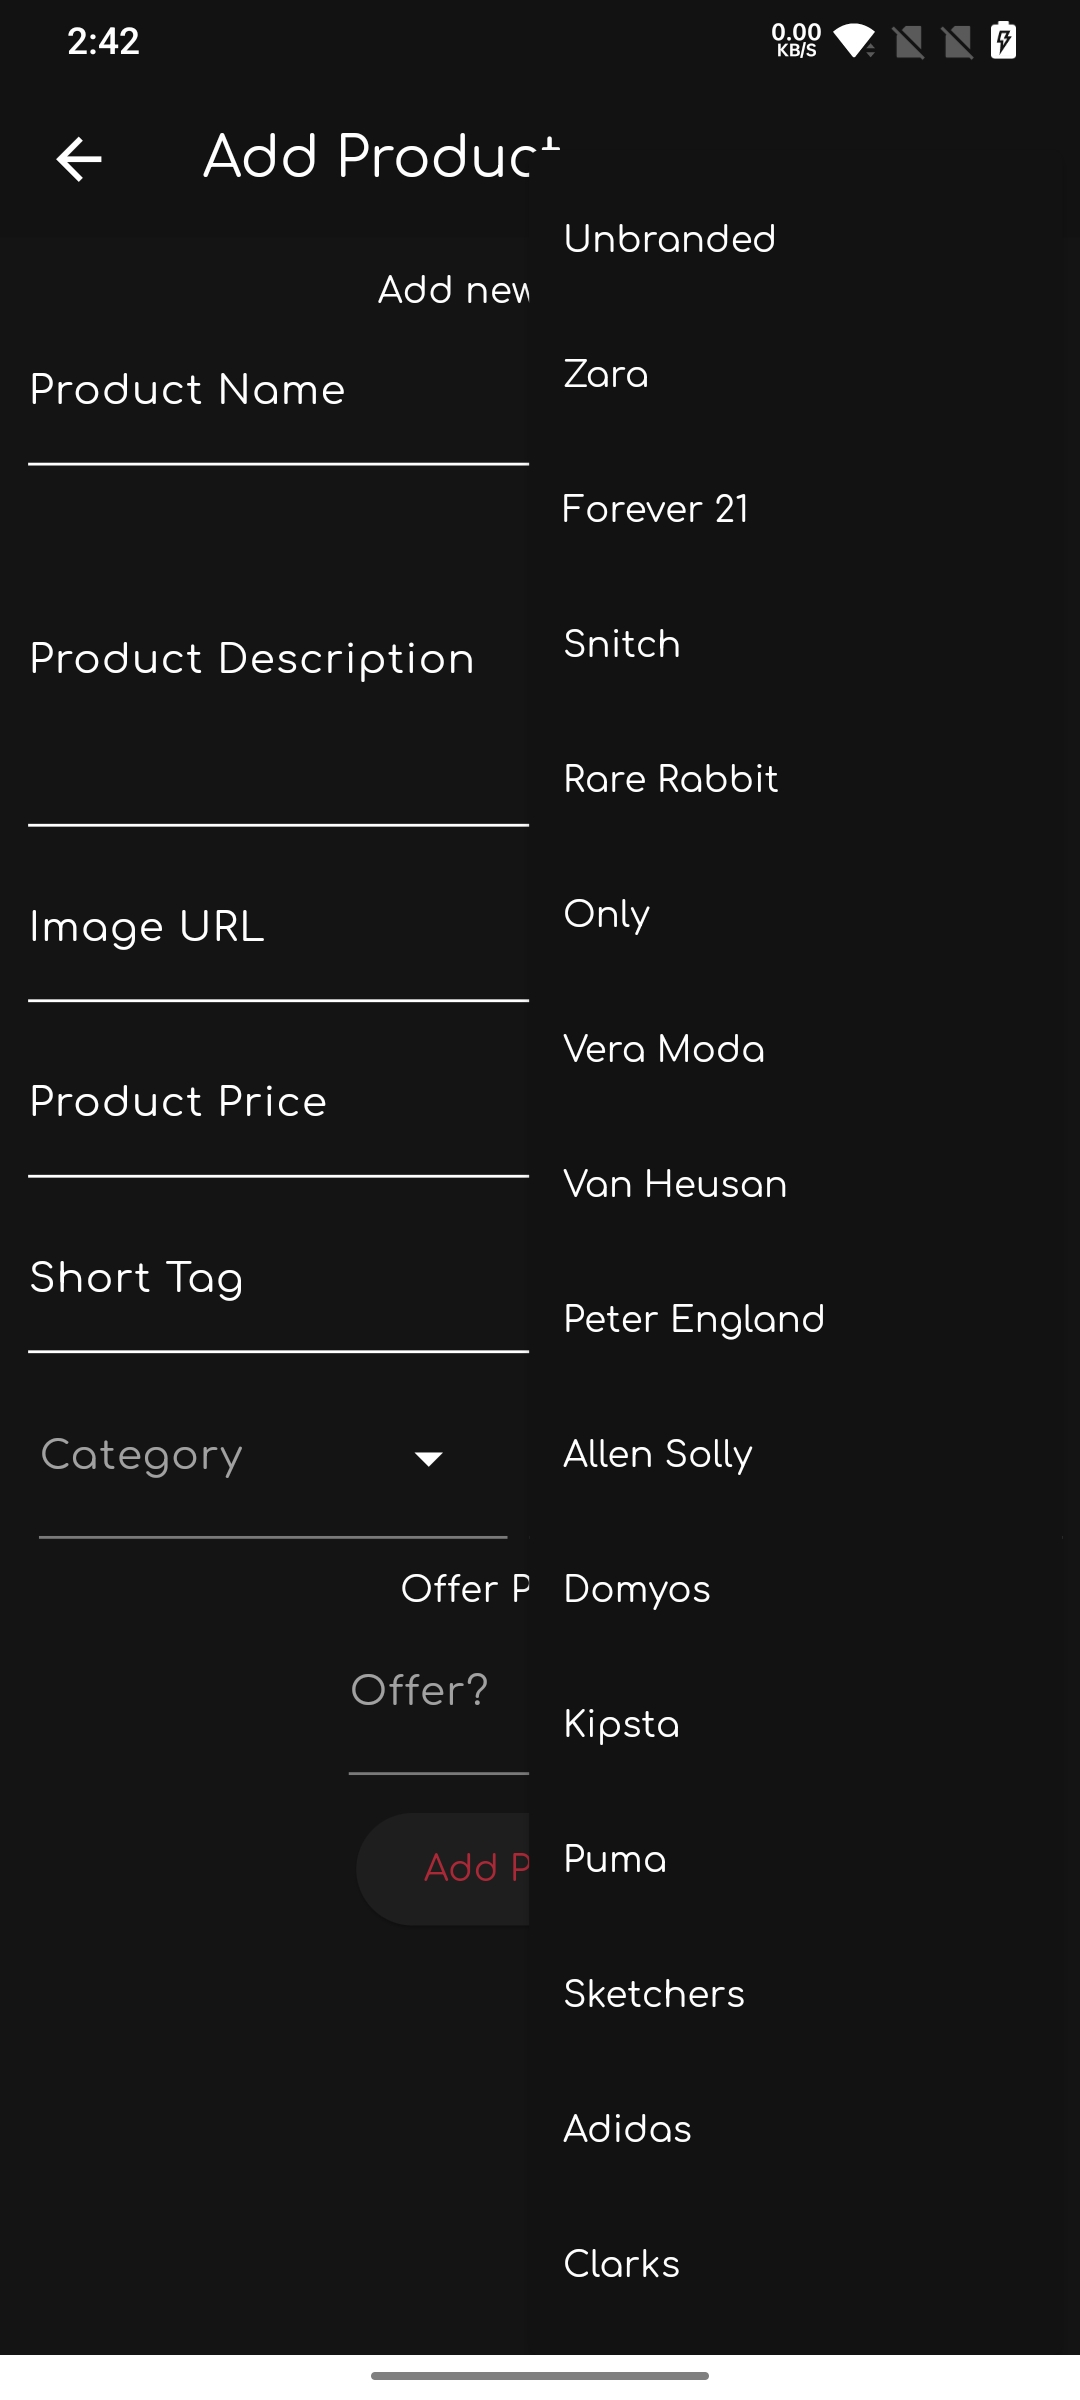 2:42
0.00
KB/S
Add Product
Unbranded
Add new
Zara
Product Name
Forever 21
Snitch
Product Description
Rare Rabbit
Only
Image URL
Vera Moda
Product Price
Van Heusan
Short Tag
Peter England
Category
Allen Solly
Offer P
Domyos
Offer?
Kipsta
Add P
Puma
Sketchers
Adidas
Clarks